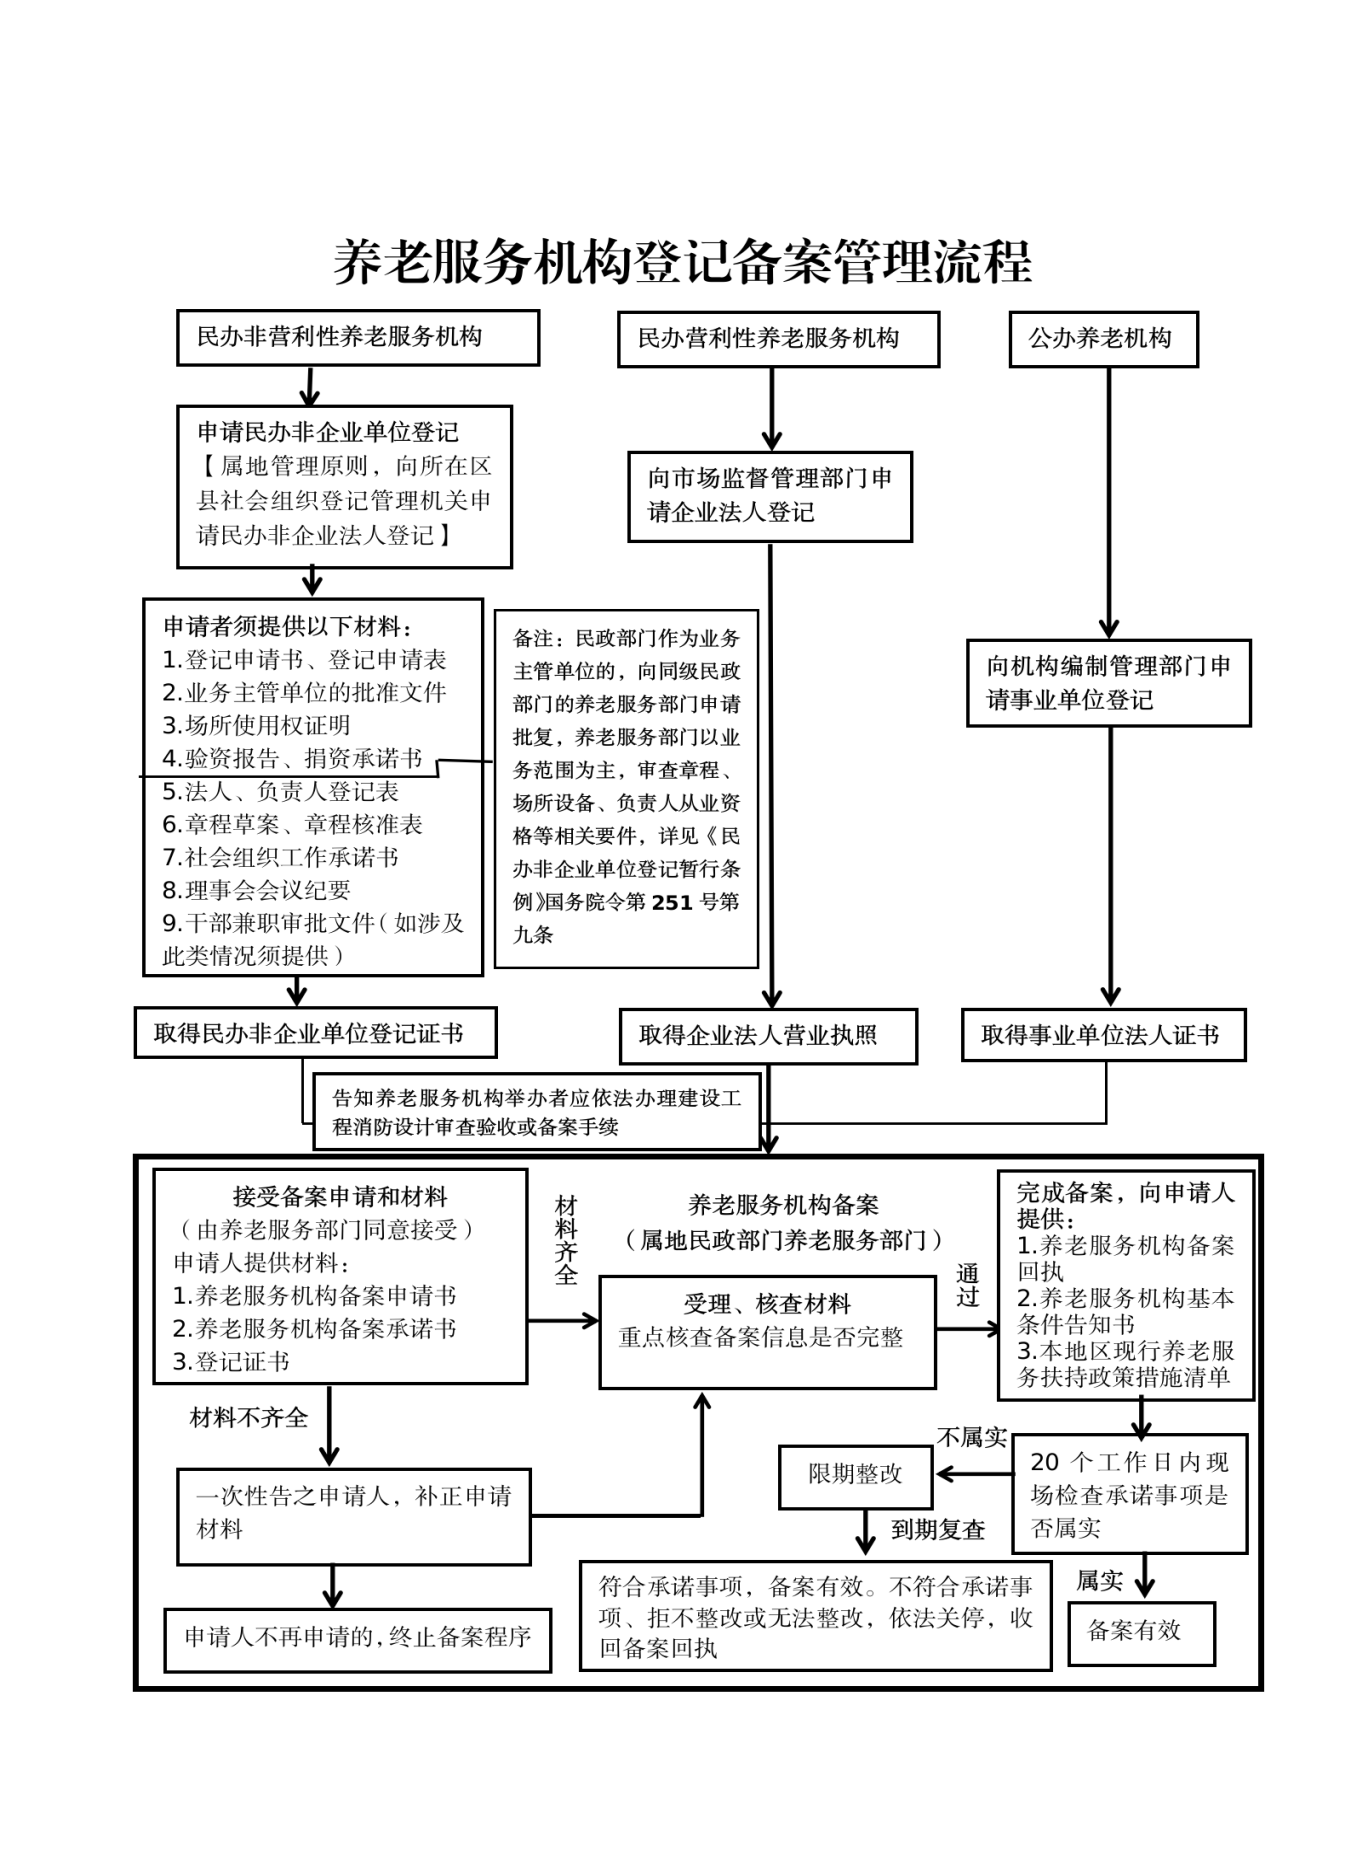 养老服务机构登记备案管理流程
民办非营利性养老服务机构
民办营利性养老服务机构
公办养老机构
申请民办非企业单位登记
【属地管理原则，向所在区
县社会组织登记管理机关申
请民办非企业法人登记】
向市场监督管理部门申
请企业法人登记
申请者须提供以下材料：
1.登记申请书、登记申请表
2.业务主管单位的批准文件
3.场所使用权证明
4.验资报告、捐资承诺书
5.法人、负责人登记表
6.章程草案、章程核准表
7.社会组织工作承诺书
8.理事会会议纪要
9.干部兼职审批文件（如涉及
此类情况须提供）
备注：民政部门作为业务
主管单位的，向同级民政
部门的养老服务部门申请
批复，养老服务部门以业
务范围为主，审查章程、
场所设备、负责人从业资
格等相关要件，详见《民
办非企业单位登记暂行条
例》国务院令第 251 号第
九条
向机构编制管理部门申
请事业单位登记
取得民办非企业单位登记证书
取得企业法人营业执照
取得事业单位法人证书
告知养老服务机构举办者应依法办理建设工
程消防设计审查验收或备案手续
接受备案申请和材料
（由养老服务部门同意接受）
申请人提供材料：
1.养老服务机构备案申请书
2.养老服务机构备案承诺书
3.登记证书
材料齐全
养老服务机构备案
（属地民政部门养老服务部门）
受理、核查材料
重点核查备案信息是否完整
通过
完成备案，向申请人
提供：
1.养老服务机构备案
回执
2.养老服务机构基本
条件告知书
3.本地区现行养老服
务扶持政策措施清单
材料不齐全
一次性告之申请人，补正申请
材料
申请人不再申请的，终止备案程序
不属实
限期整改
20 个工作日内现
场检查承诺事项是
否属实
到期复查
符合承诺事项，备案有效。不符合承诺事
项、拒不整改或无法整改，依法关停，收
回备案回执
属实
备案有效